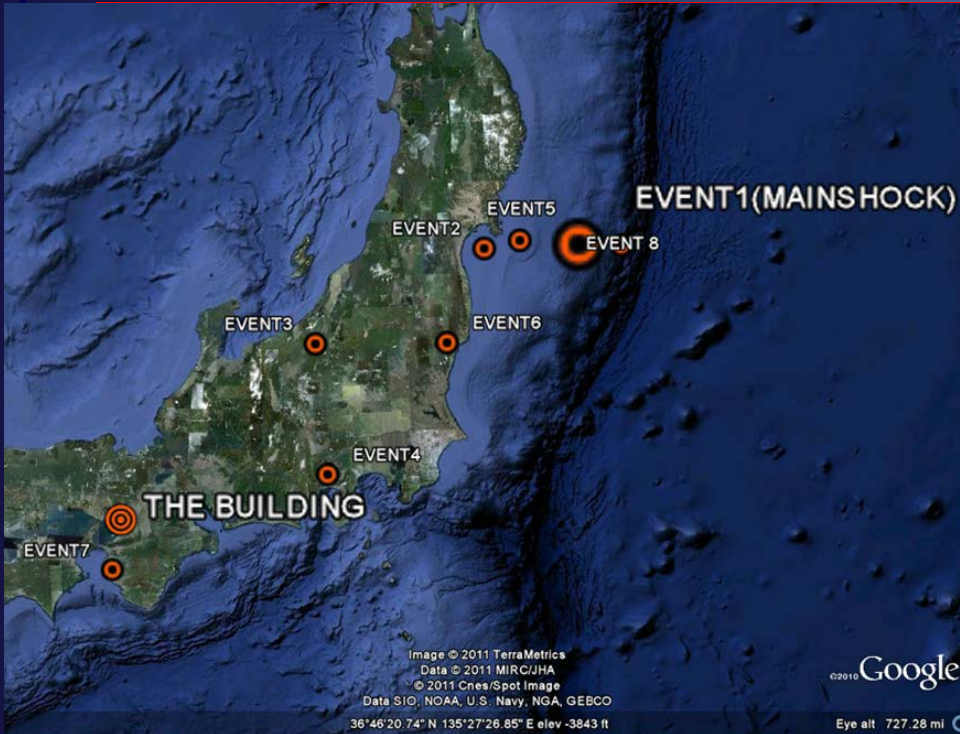 EVENT1(MAINSHOCK)
EVENT5
EVENT2
EVENT 8
EVENT3
EVENT6
EVENT4
THE BUILDING
EVENT7
Image © 2011 TerraMetrics
Data © 2011 MIRC/JHA
© 2011 Cnes/Spot Image
Data SIO, NOAA, U.S. Navy, NGA, GEBCO
©2010 Google
36°46'20.74" N 135°27'26.85" E elev -3843 ft
Eye alt 727.28 mi